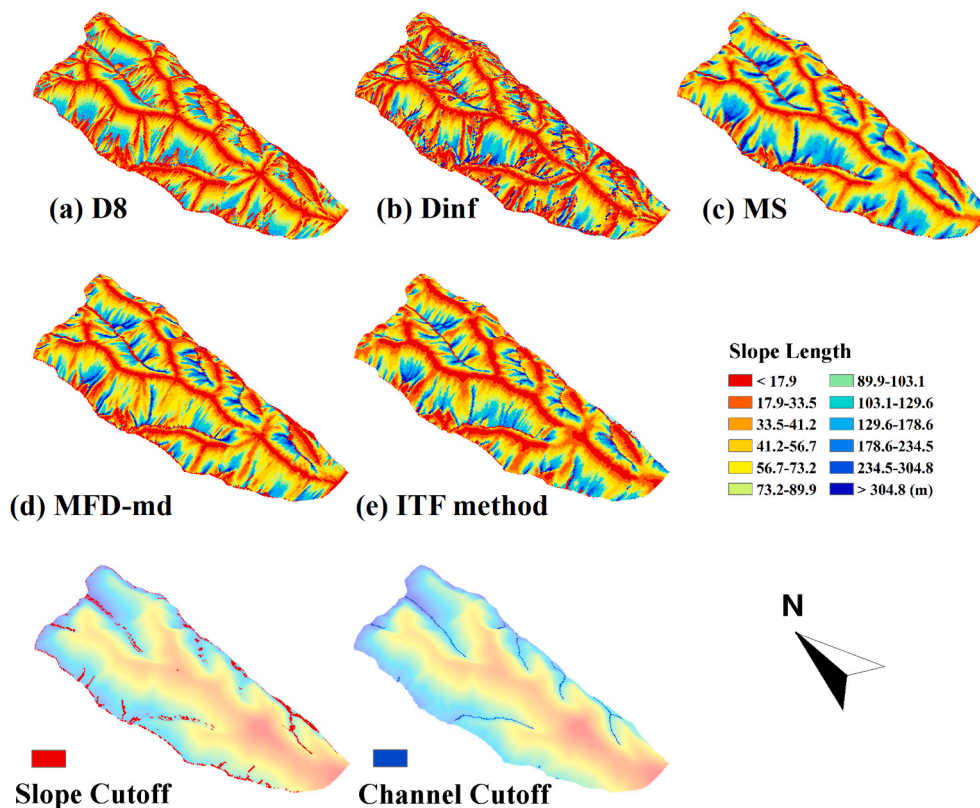 (a) D8
(b) Dinf
(c) MS
(d) MFD-md
(e) ITF method
Slope Length
< 17.9
17.9-33.5
33.5-41.2
41.2-56.7
56.7-73.2
73.2-89.9
89.9-103.1
103.1-129.6
129.6-178.6
178.6-234.5
234.5-304.8
> 304.8 (m)
N
Slope Cutoff
Channel Cutoff